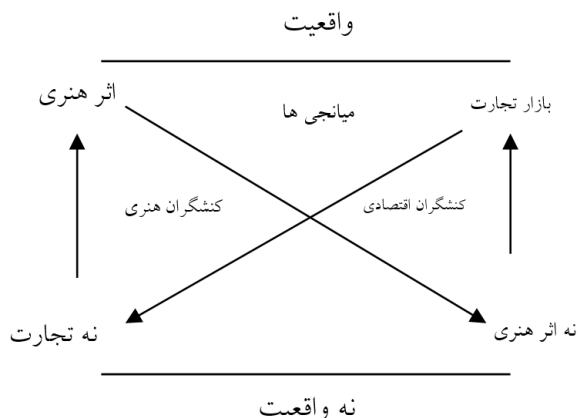 واقعیت
بازار تجارت
میانجی ها
اثر هنری
کنشگران اقتصادی
کنشگران هنری
نه اثر هنری
نه تجارت
نه واقعیت